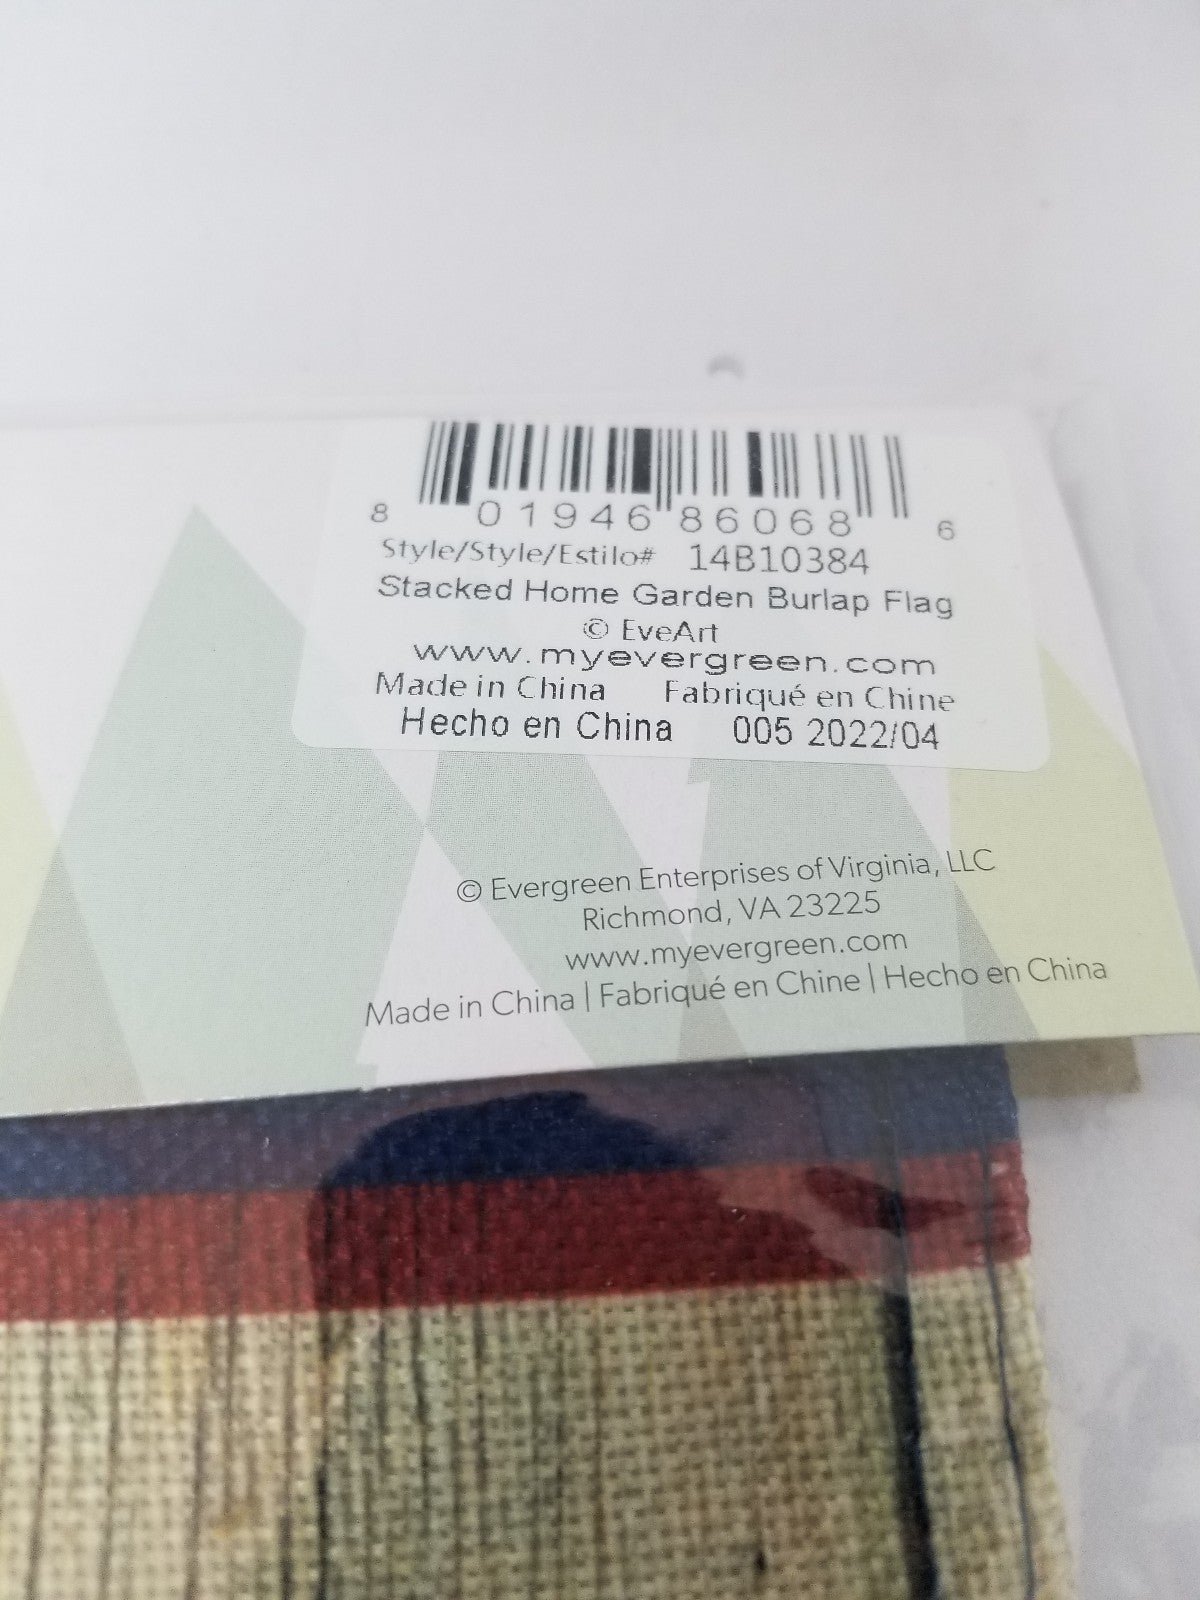 8 01946 86068 6
Style/Style/Estilo# 14B10384
Stacked Home Garden Burlap Flag
© EveArt
www.myevergreen.com
Made in China Fabriqué en Chine
Hecho en China 005 2022/04
© Evergreen Enterprises of Virginia, LLC
Richmond, VA 23225
www.myevergreen.com
Made in China | Fabriqué en Chine | Hecho en China